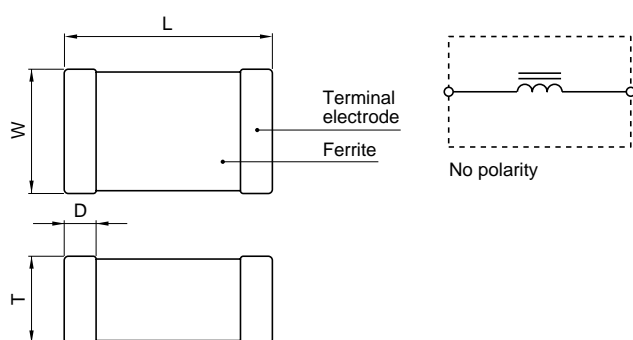 L
W
Terminal
electrode
Ferrite
No polarity
D
T